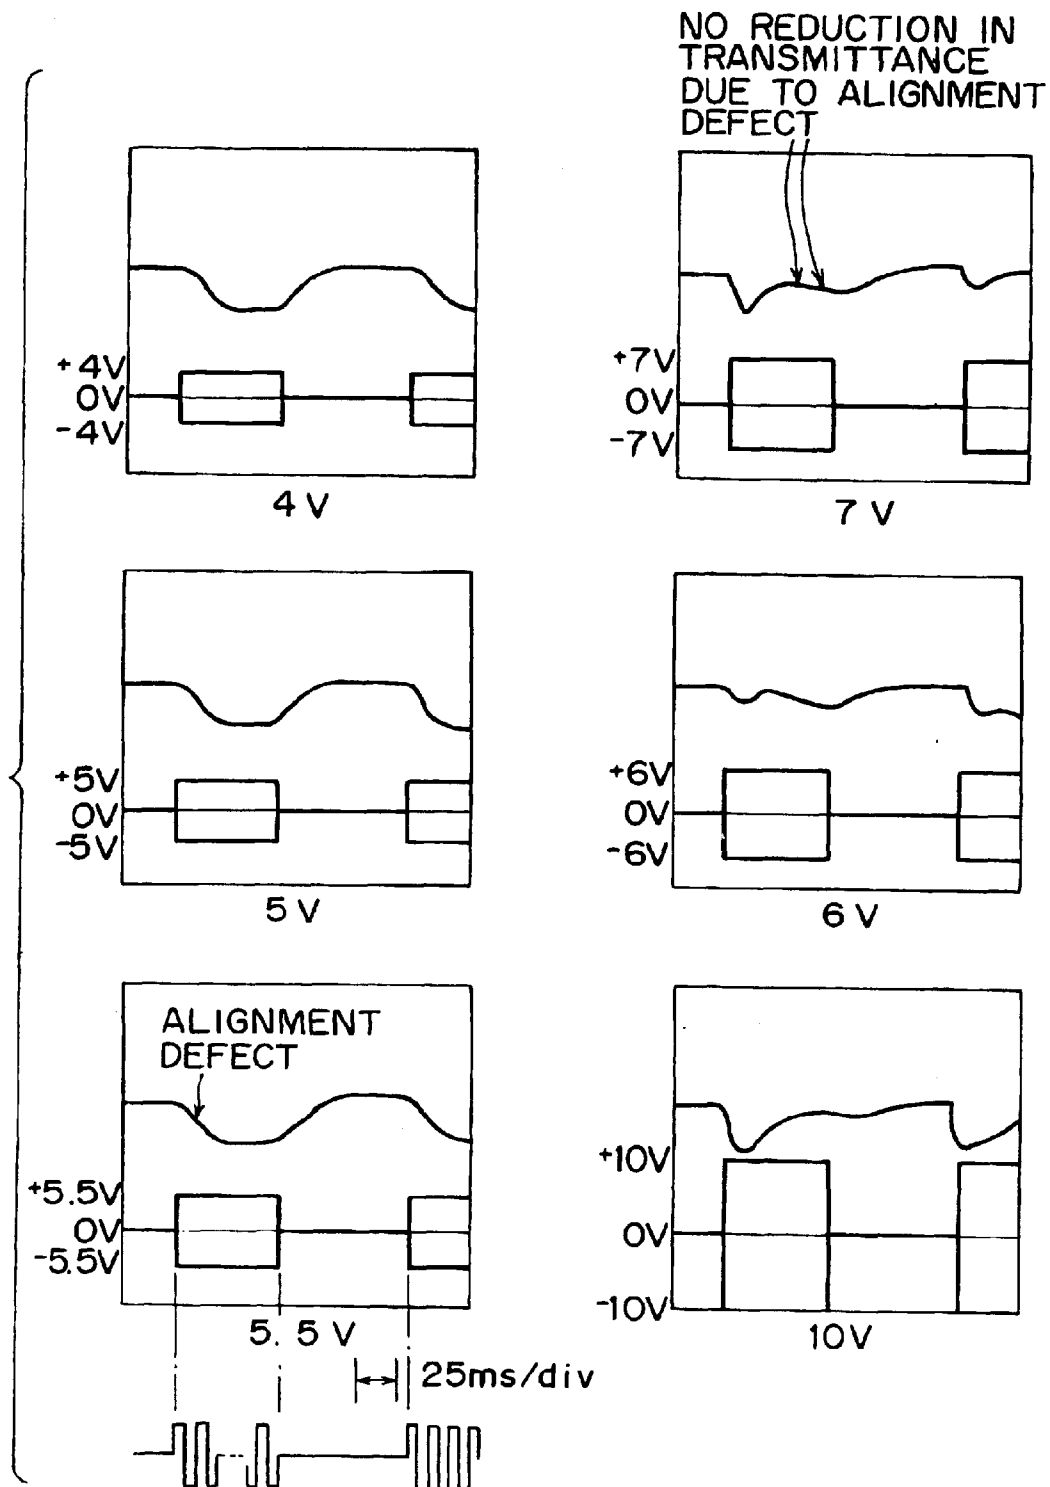 NO REDUCTION IN
TRANSMITTANCE
DUE TO ALIGNMENT
DEFECT
+4V
0V
-4V
4 V
+7V
0V
-7V
7 V
+5V
0V
-5V
5 V
+6V
0V
-6V
6 V
ALIGNMENT
DEFECT
+5.5V
0V
-5.5V
5. 5 V
+10V
0V
-10V
10V
25ms/div